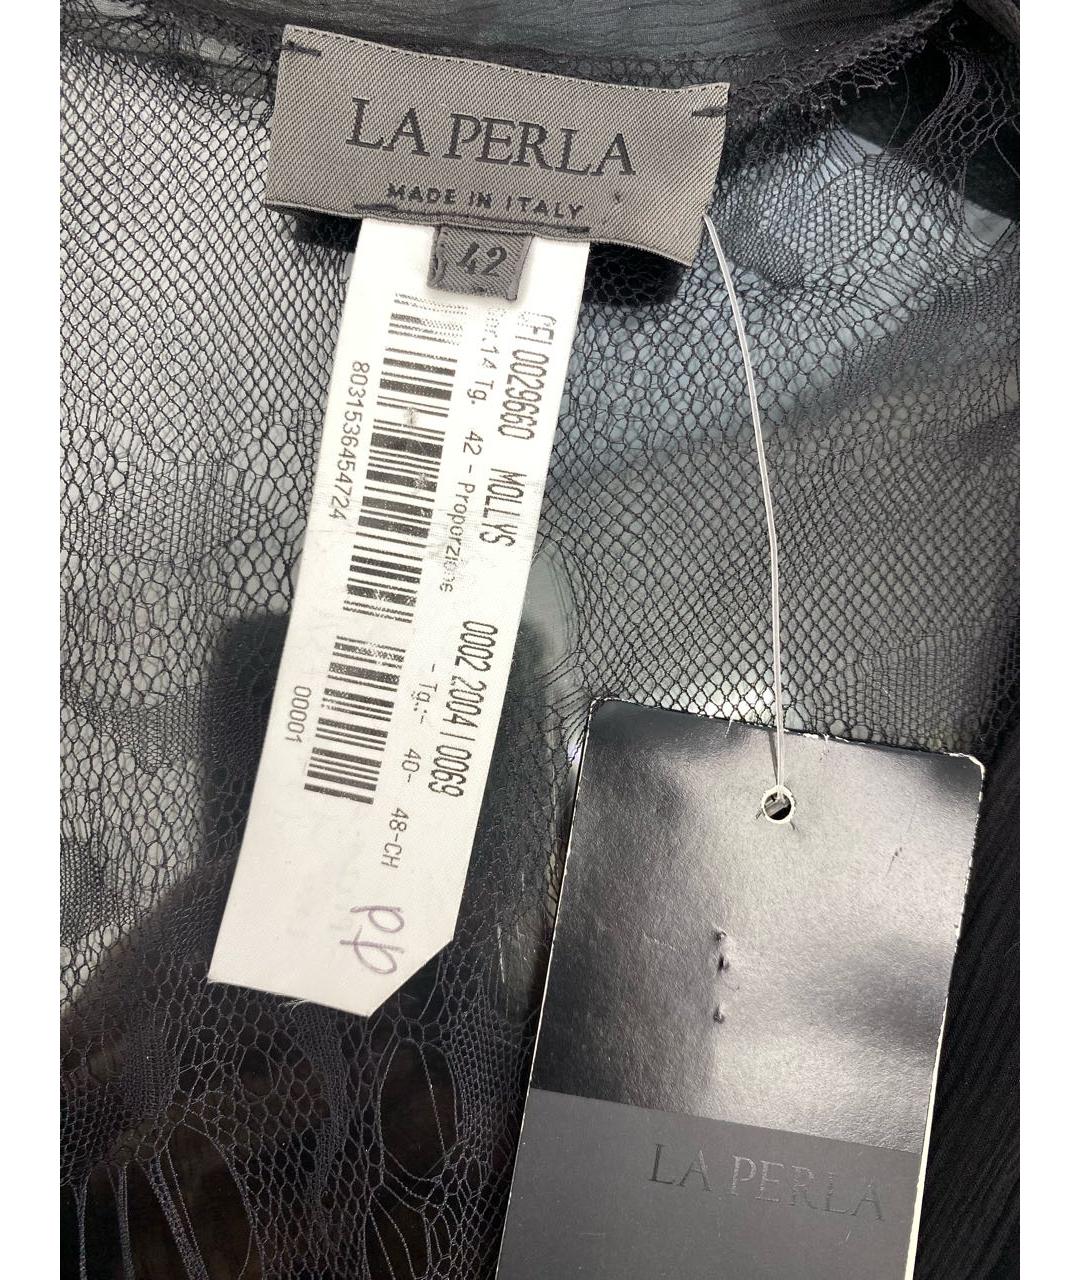 LA PERLA
MADE IN ITALY
42
CFI 0029660 MOLLYS 0002 2004 I 0069
14 Tg. 42 - Proporzione - Tg.- 40- 48-CH
8031536454724
00001
LA PERLA